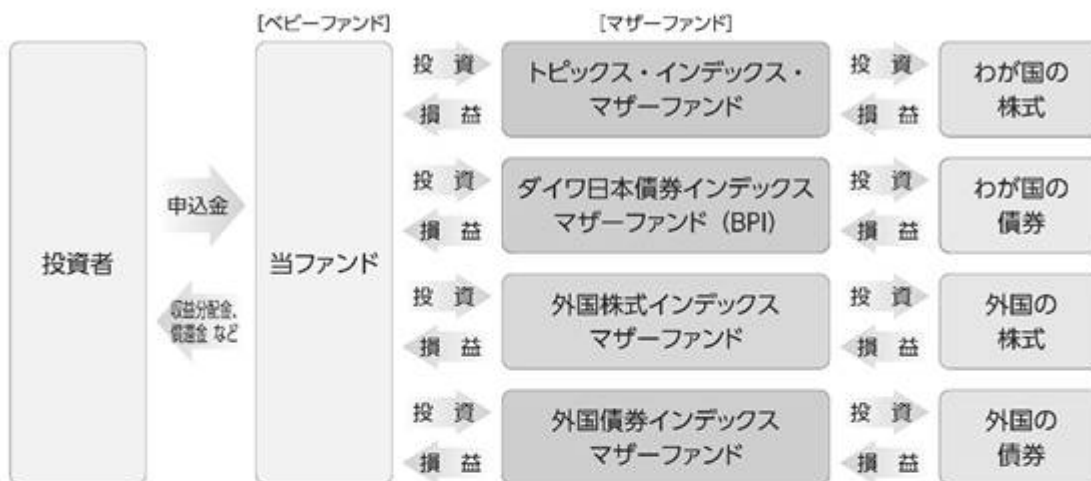 [ベビーファンド]
[マザーファンド]
投資者
申込金
収益分配金、
償還金 など
当ファンド
投 資
損 益
トピックス・インデックス・
マザーファンド
投 資
損 益
わが国の
株式
投 資
損 益
ダイワ日本債券インデックス
マザーファンド（BPI）
投 資
損 益
わが国の
債券
投 資
損 益
外国株式インデックス
マザーファンド
投 資
損 益
外国の
株式
投 資
損 益
外国債券インデックス
マザーファンド
投 資
損 益
外国の
債券